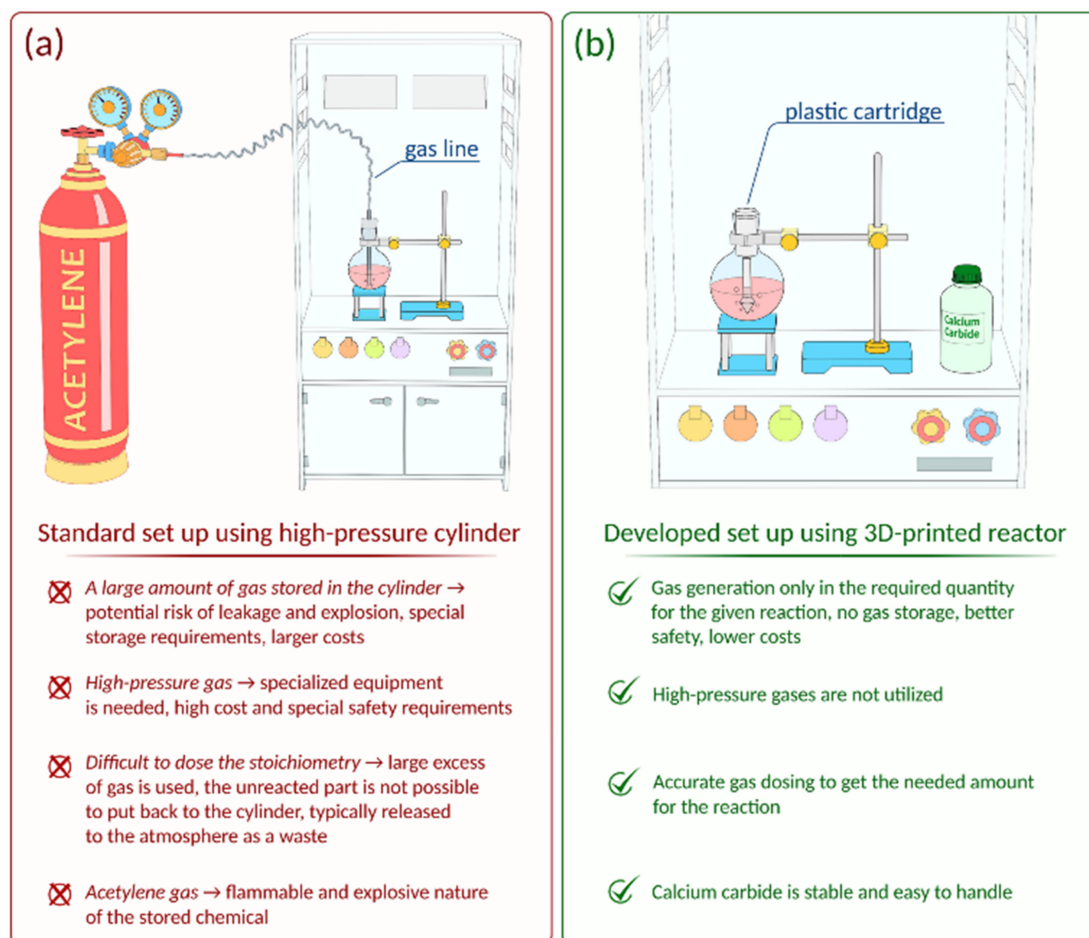 (a)
gas line
ACETYLENE
Standard set up using high-pressure cylinder
A large amount of gas stored in the cylinder →
potential risk of leakage and explosion, special
storage requirements, larger costs
High-pressure gas → specialized equipment
is needed, high cost and special safety requirements
Difficult to dose the stoichiometry → large excess
of gas is used, the unreacted part is not possible
to put back to the cylinder, typically released
to the atmosphere as a waste
Acetylene gas → flammable and explosive nature
of the stored chemical
(b)
plastic cartridge
Calcium
Carbide
Developed set up using 3D-printed reactor
Gas generation only in the required quantity
for the given reaction, no gas storage, better
safety, lower costs
High-pressure gases are not utilized
Accurate gas dosing to get the needed amount
for the reaction
Calcium carbide is stable and easy to handle